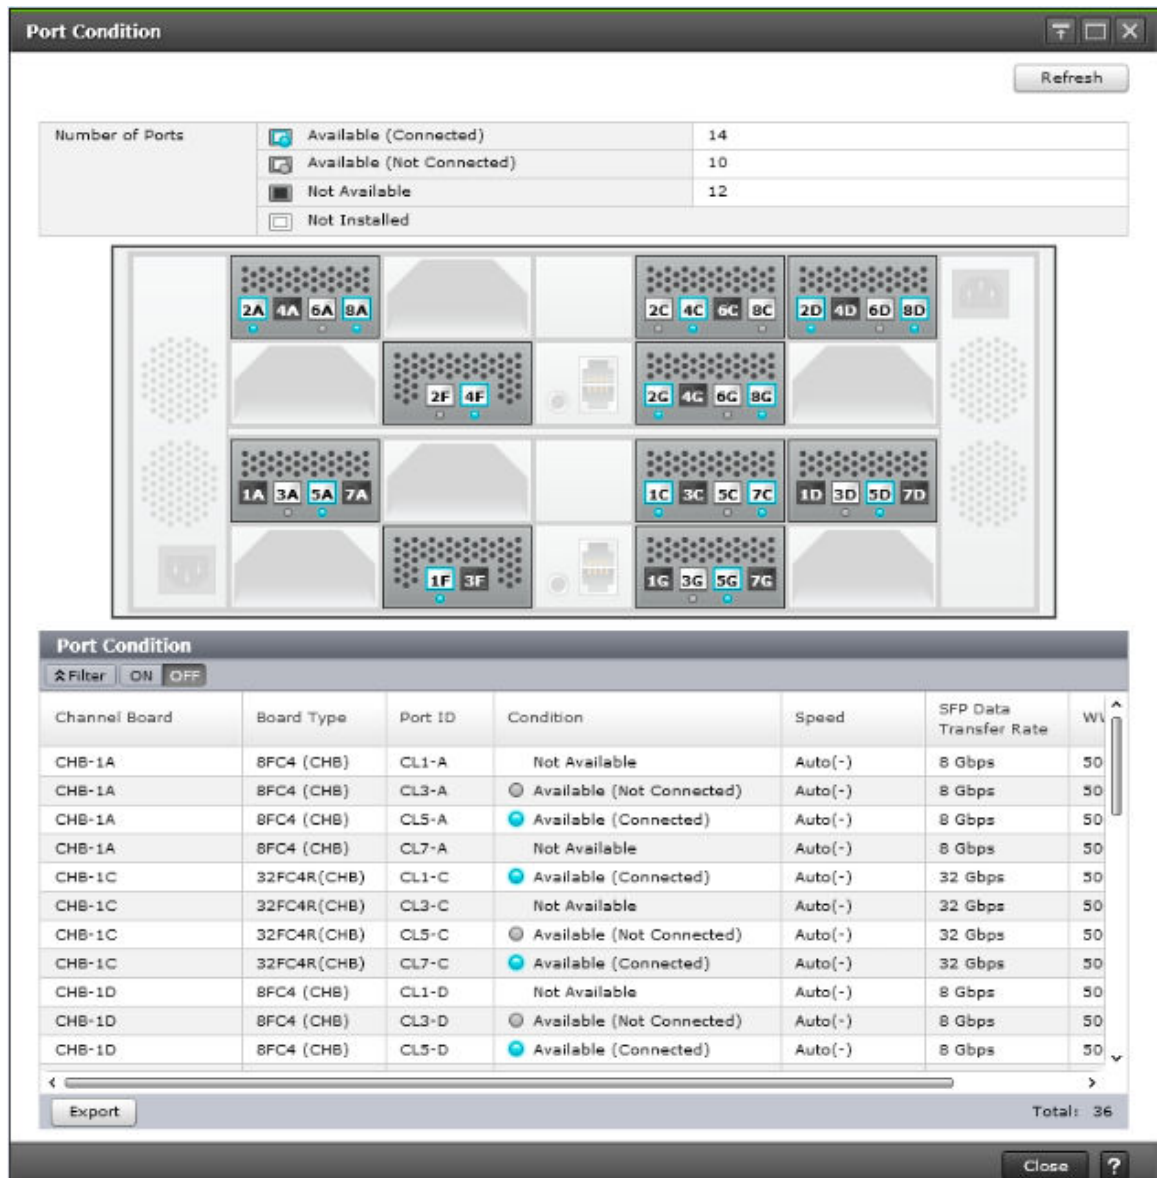 Port Condition
Refresh
Number of Ports Available (Connected) 14
Available (Not Connected) 10
Not Available 12
Not Installed
2A 4A 6A 8A 2C 4C 6C 8C 2D 4D 6D 8D
2F 4F 2G 4G 6G 8G
1A 3A 5A 7A 1C 3C 5C 7C 1D 3D 5D 7D
1F 3F 1G 3G 5G 7G
Port Condition
Filter ON OFF
Channel Board Board Type Port ID Condition Speed SFP Data
Transfer Rate
CHB-1A 8FC4 (CHB) CL1-A Not Available Auto(-) 8 Gbps 50
CHB-1A 8FC4 (CHB) CL3-A Available (Not Connected) Auto(-) 8 Gbps 50
CHB-1A 8FC4 (CHB) CL5-A Available (Connected) Auto(-) 8 Gbps 50
CHB-1A 8FC4 (CHB) CL7-A Not Available Auto(-) 8 Gbps 50
CHB-1C 32FC4R(CHB) CL1-C Available (Connected) Auto(-) 32 Gbps 50
CHB-1C 32FC4R(CHB) CL3-C Not Available Auto(-) 32 Gbps 50
CHB-1C 32FC4R(CHB) CL5-C Available (Not Connected) Auto(-) 32 Gbps 50
CHB-1C 32FC4R(CHB) CL7-C Available (Connected) Auto(-) 32 Gbps 50
CHB-1D 8FC4 (CHB) CL1-D Not Available Auto(-) 8 Gbps 50
CHB-1D 8FC4 (CHB) CL3-D Available (Not Connected) Auto(-) 8 Gbps 50
CHB-1D 8FC4 (CHB) CL5-D Available (Connected) Auto(-) 8 Gbps 50
Export Total: 36
Close ?